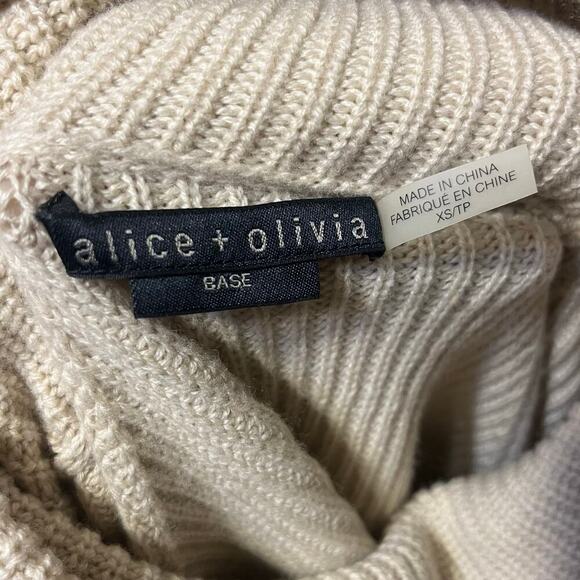 alice + olivia
BASE
MADE IN CHINA
FABRIQUÉ EN CHINE
XS/TP